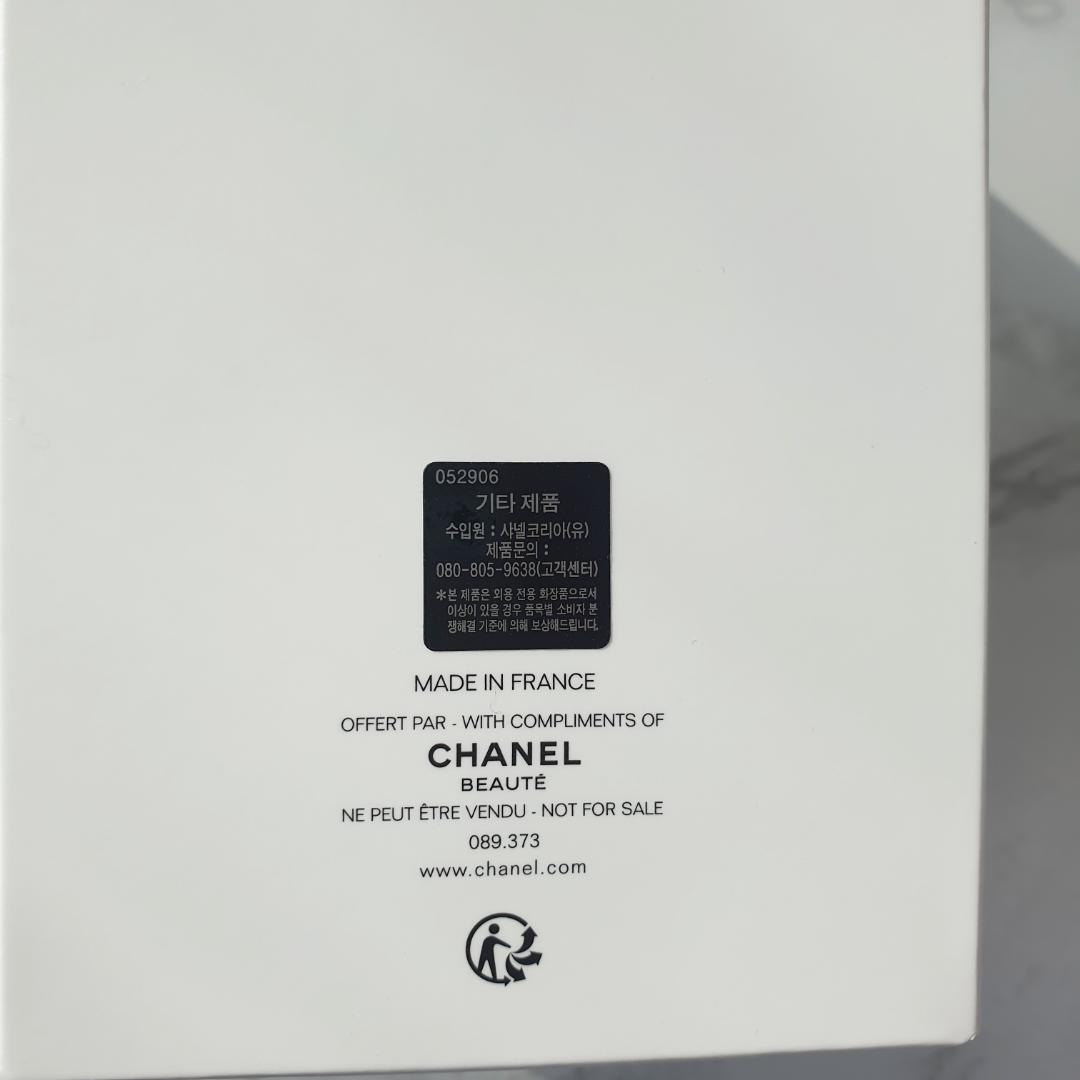 052906
기타 제품
수입원 : 샤넬코리아(유)
제품문의 :
080-805-9638(고객센터)
*본 제품은 외용 전용 화장품으로서
이상이 있을 경우 품목별 소비자 분
쟁해결 기준에 의해 보상해드립니다.
MADE IN FRANCE
OFFERT PAR - WITH COMPLIMENTS OF
CHANEL
BEAUTÉ
NE PEUT ÊTRE VENDU - NOT FOR SALE
089.373
www.chanel.com